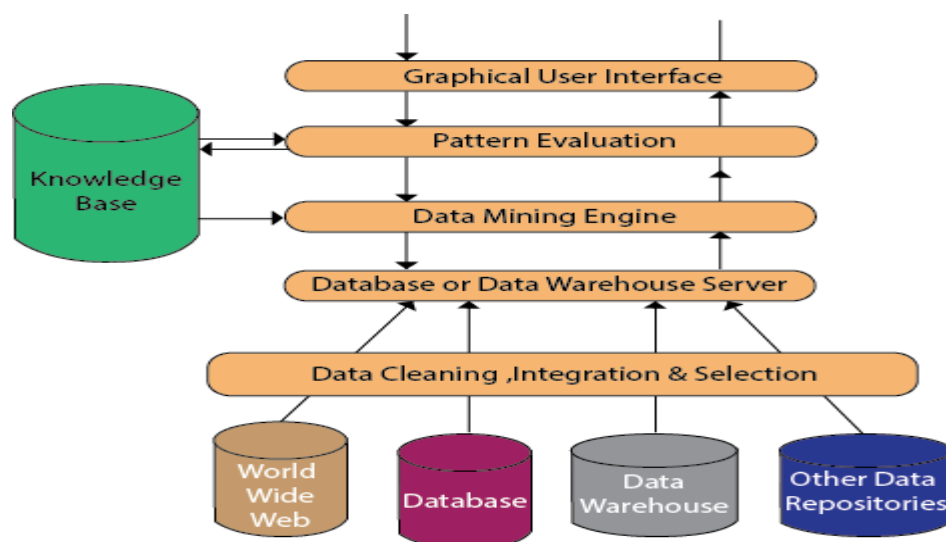 Graphical User Interface
Pattern Evaluation
Knowledge
Base
Data Mining Engine
Database or Data Warehouse Server
Data Cleaning ,Integration & Selection
World
Wide
Web
Database
Data
Warehouse
Other Data
Repositories